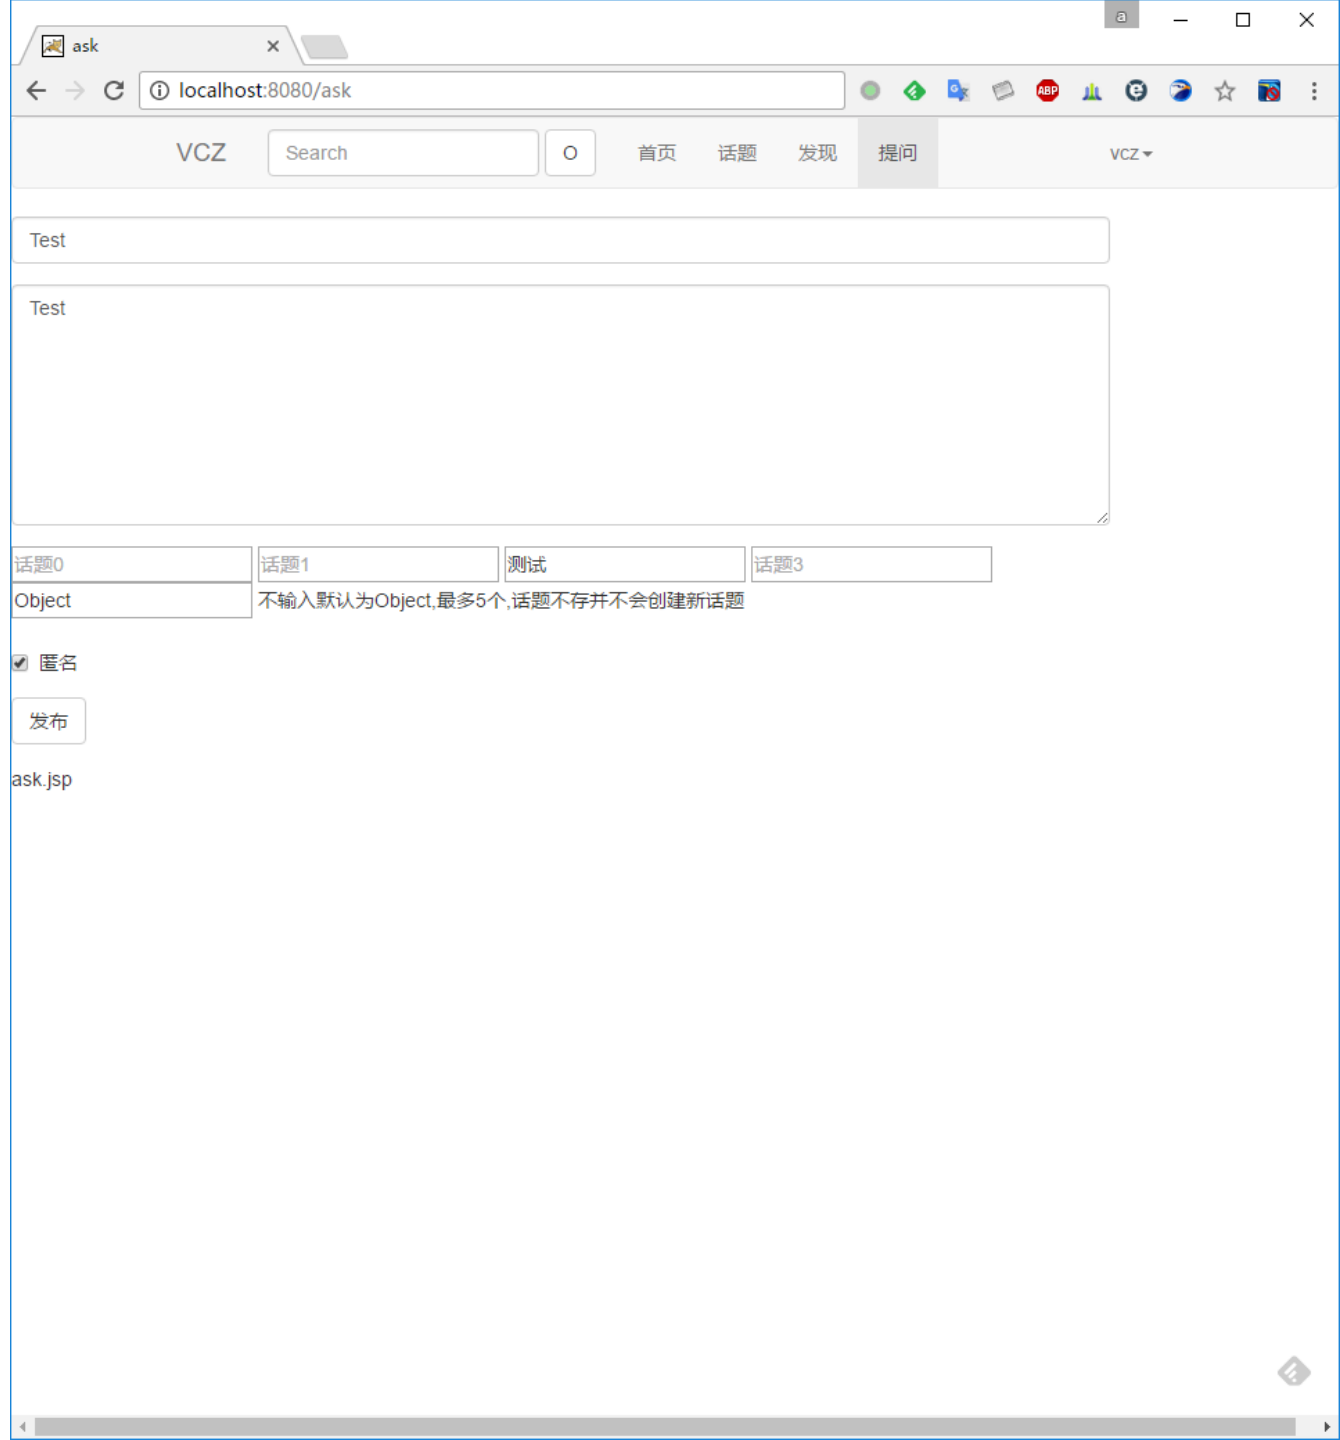 a
ask
localhost:8080/ask
ABP
VCZ Search O 首页 话题 发现 提问 vcz
Test
Test
话题0 话题1 测试 话题3
Object 不输入默认为Object,最多5个,话题不存并不会创建新话题
匿名
发布
ask.jsp